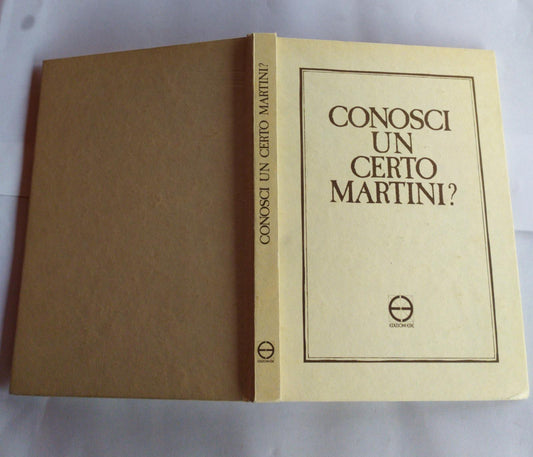 CONOSCI UN CERTO MARTINI?
CONOSCI
UN
CERTO
MARTINI?